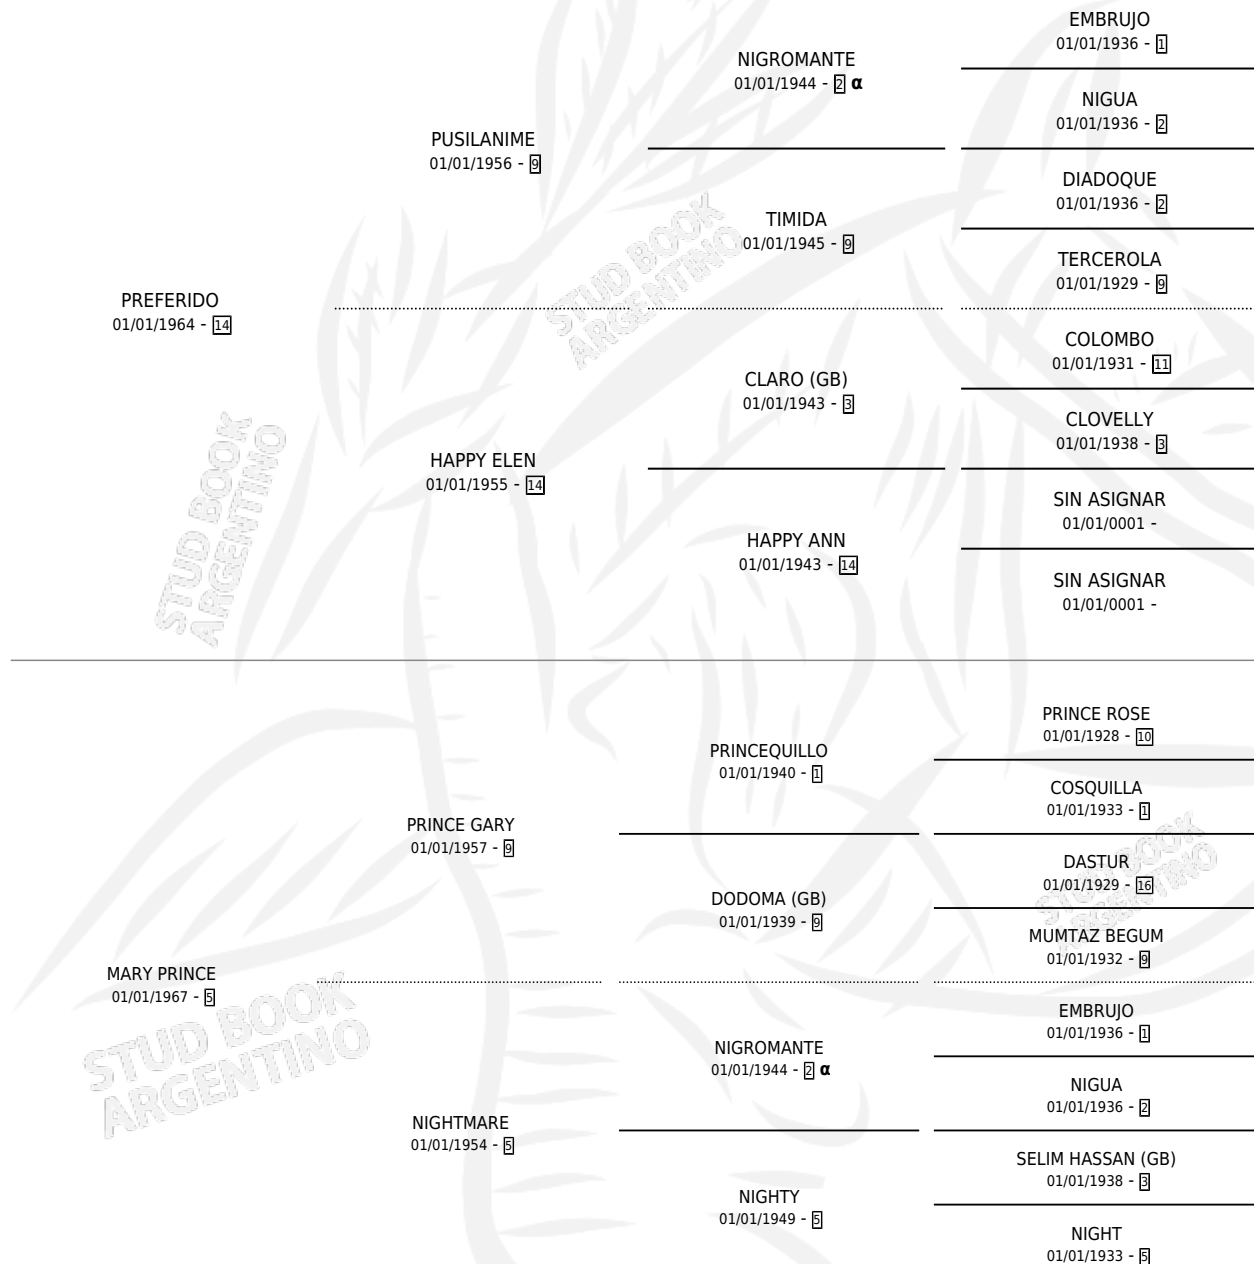 EMBRUJO
01/01/1936 - 1
NIGROMANTE
01/01/1944 - 2 α
NIGUA
01/01/1936 - 2
PUSILANIME
01/01/1956 - 9
DIADOQUE
01/01/1936 - 2
TIMIDA
01/01/1945 - 9
TERCEROLA
01/01/1929 - 9
PREFERIDO
01/01/1964 - 14
COLOMBO
01/01/1931 - 11
CLARO (GB)
01/01/1943 - 3
CLOVELLY
01/01/1938 - 3
HAPPY ELEN
01/01/1955 - 14
SIN ASIGNAR
01/01/0001 -
HAPPY ANN
01/01/1943 - 14
SIN ASIGNAR
01/01/0001 -
PRINCE ROSE
01/01/1928 - 10
PRINCEQUILLO
01/01/1940 - 1
COSQUILLA
01/01/1933 - 1
PRINCE GARY
01/01/1957 - 9
DASTUR
01/01/1929 - 16
DODOMA (GB)
01/01/1939 - 9
MUMTAZ BEGUM
01/01/1932 - 9
MARY PRINCE
01/01/1967 - 5
EMBRUJO
01/01/1936 - 1
NIGROMANTE
01/01/1944 - 2 α
NIGUA
01/01/1936 - 2
NIGHTMARE
01/01/1954 - 5
SELIM HASSAN (GB)
01/01/1938 - 3
NIGHTY
01/01/1949 - 5
NIGHT
01/01/1933 - 5
STUD BOOK
ARGENTINO
STUD BOOK
ARGENTINO
STUD BOOK
ARGENTINO
STUD BOOK
ARGENTINO